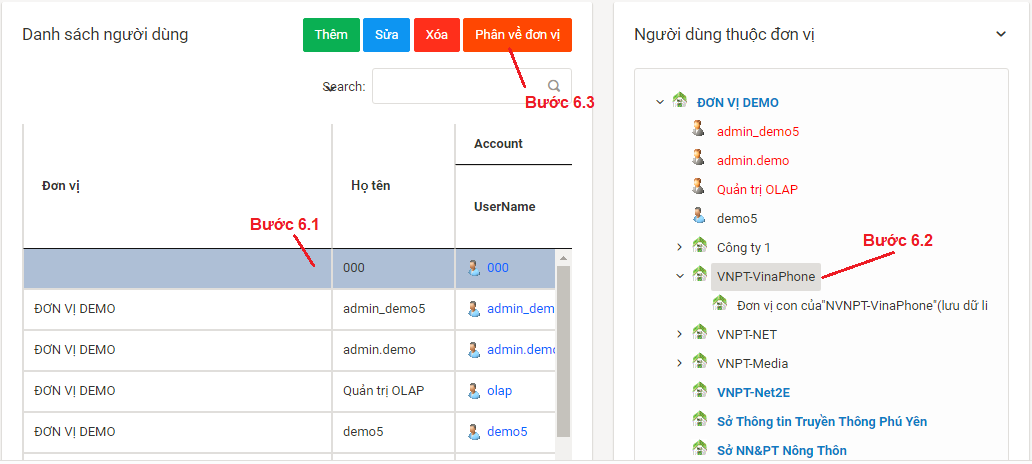 Danh sách người dùng
Thêm
Sửa
Xóa
Phân về đơn vị
Search:
Bước 6.3
Đơn vị
Họ tên
Account
UserName
Bước 6.1
000
000
ĐƠN VỊ DEMO
admin_demo5
admin_dem
ĐƠN VỊ DEMO
admin.demo
admin.demo
ĐƠN VỊ DEMO
Quản trị OLAP
olap
ĐƠN VỊ DEMO
demo5
demo5
Người dùng thuộc đơn vị
ĐƠN VỊ DEMO
admin_demo5
admin.demo
Quản trị OLAP
demo5
Công ty 1
Bước 6.2
VNPT-VinaPhone
Đơn vị con của"NVNPT-VinaPhone"(lưu dữ li
VNPT-NET
VNPT-Media
VNPT-Net2E
Sở Thông tin Truyền Thông Phú Yên
Sở NN&PT Nông Thôn